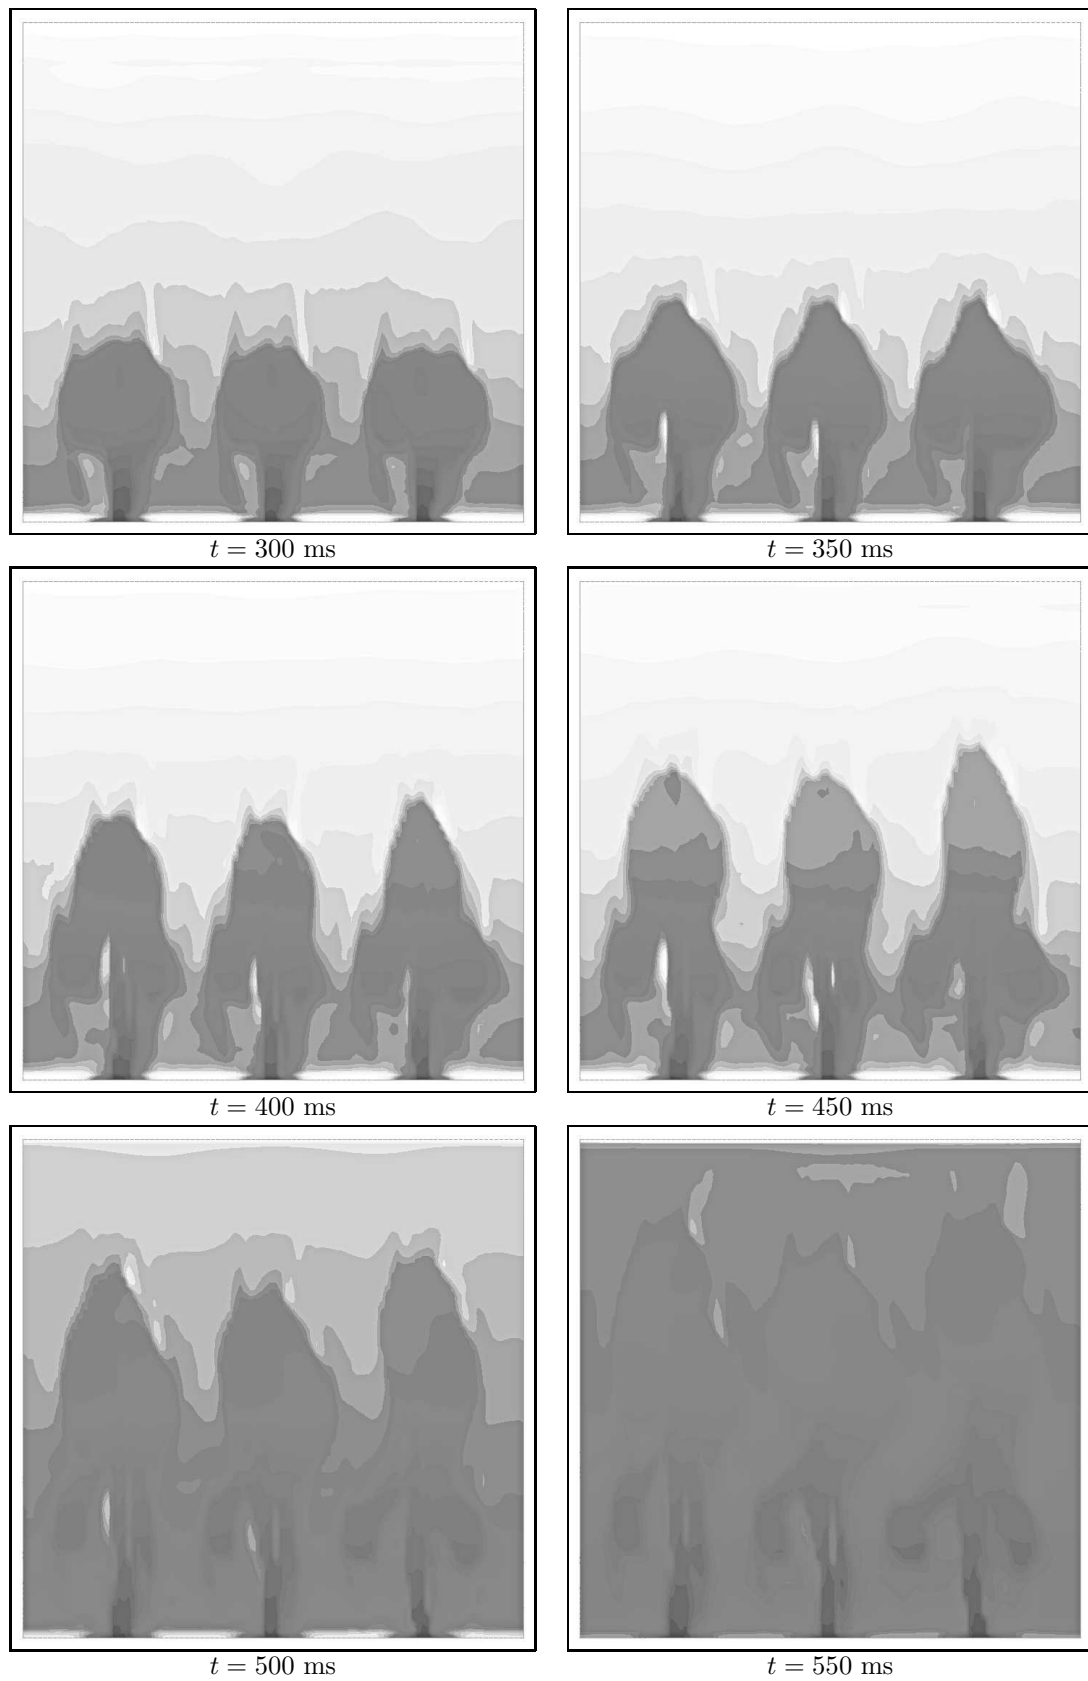 t = 300 ms
t = 350 ms
t = 400 ms
t = 450 ms
t = 500 ms
t = 550 ms